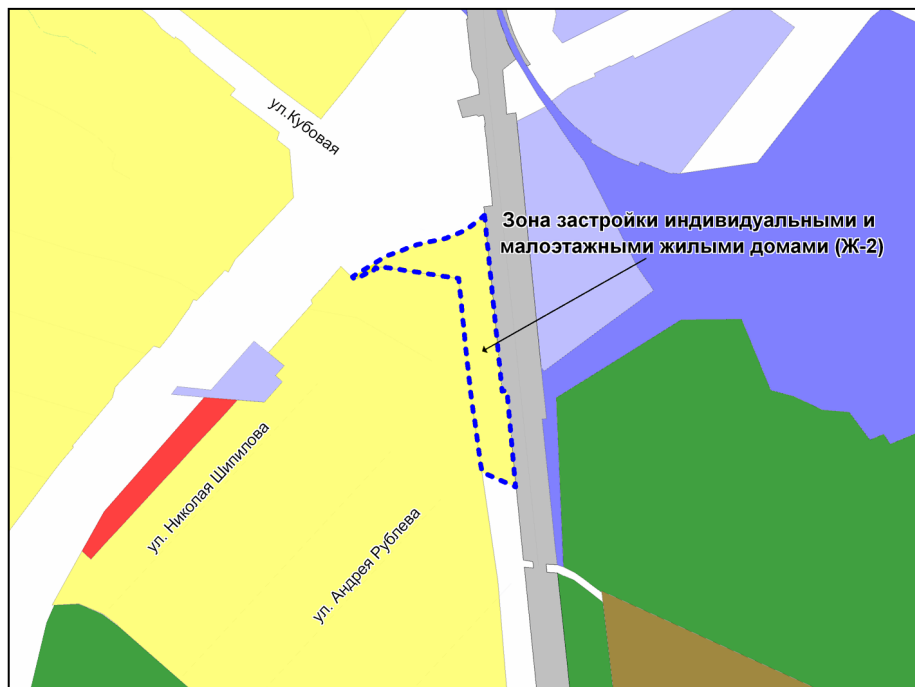 ул.Кубовая
Зона застройки индивидуальными и
малоэтажными жилыми домами (Ж-2)
ул. Николая Шипилова
ул. Андрея Рублева